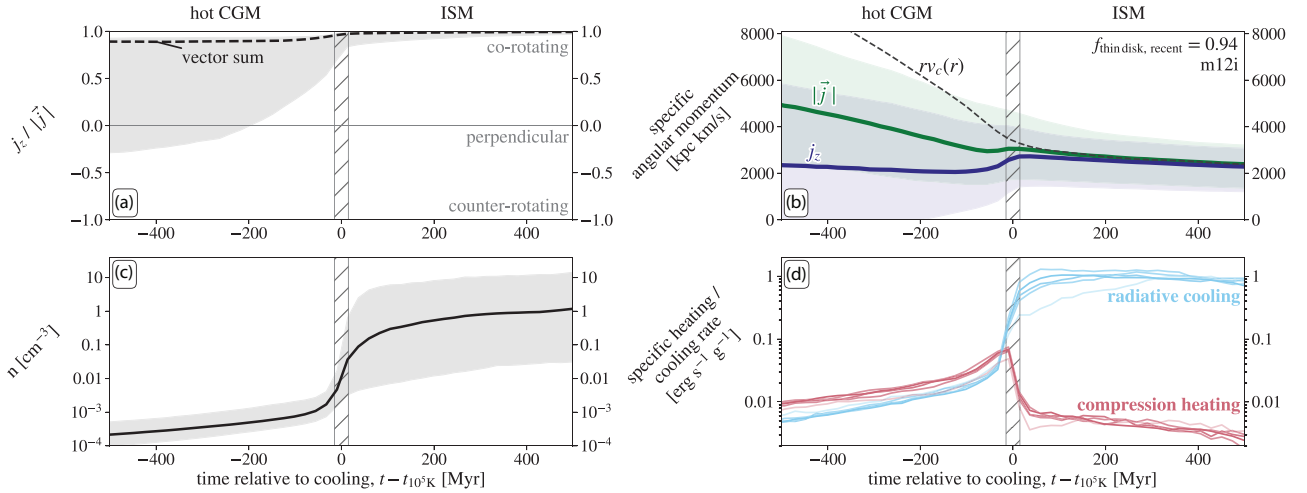 hot CGM
ISM
1.0
0.5
0.0
−0.5
−1.0
j_z / |j⃗|
vector sum
co-rotating
perpendicular
counter-rotating
(a)
1.0
0.5
0.0
−0.5
−1.0
−400
−200
0
200
400
hot CGM
ISM
8000
6000
4000
2000
0
specific
angular momentum
[kpc km/s]
|j⃗|
j_z
rv_c(r)
f_thin disk, recent = 0.94
m12i
(b)
8000
6000
4000
2000
0
−400
−200
0
200
400
(c)
10
1
0.1
0.01
10⁻³
10⁻⁴
n [cm⁻³]
10
1
0.1
0.01
10⁻³
10⁻⁴
−400
−200
0
200
400
time relative to cooling, t − t_10⁵K [Myr]
(d)
1
0.1
0.01
specific heating /
cooling rate
[erg s⁻¹ g⁻¹]
radiative cooling
compression heating
1
0.1
0.01
−400
−200
0
200
400
time relative to cooling, t − t_10⁵K [Myr]